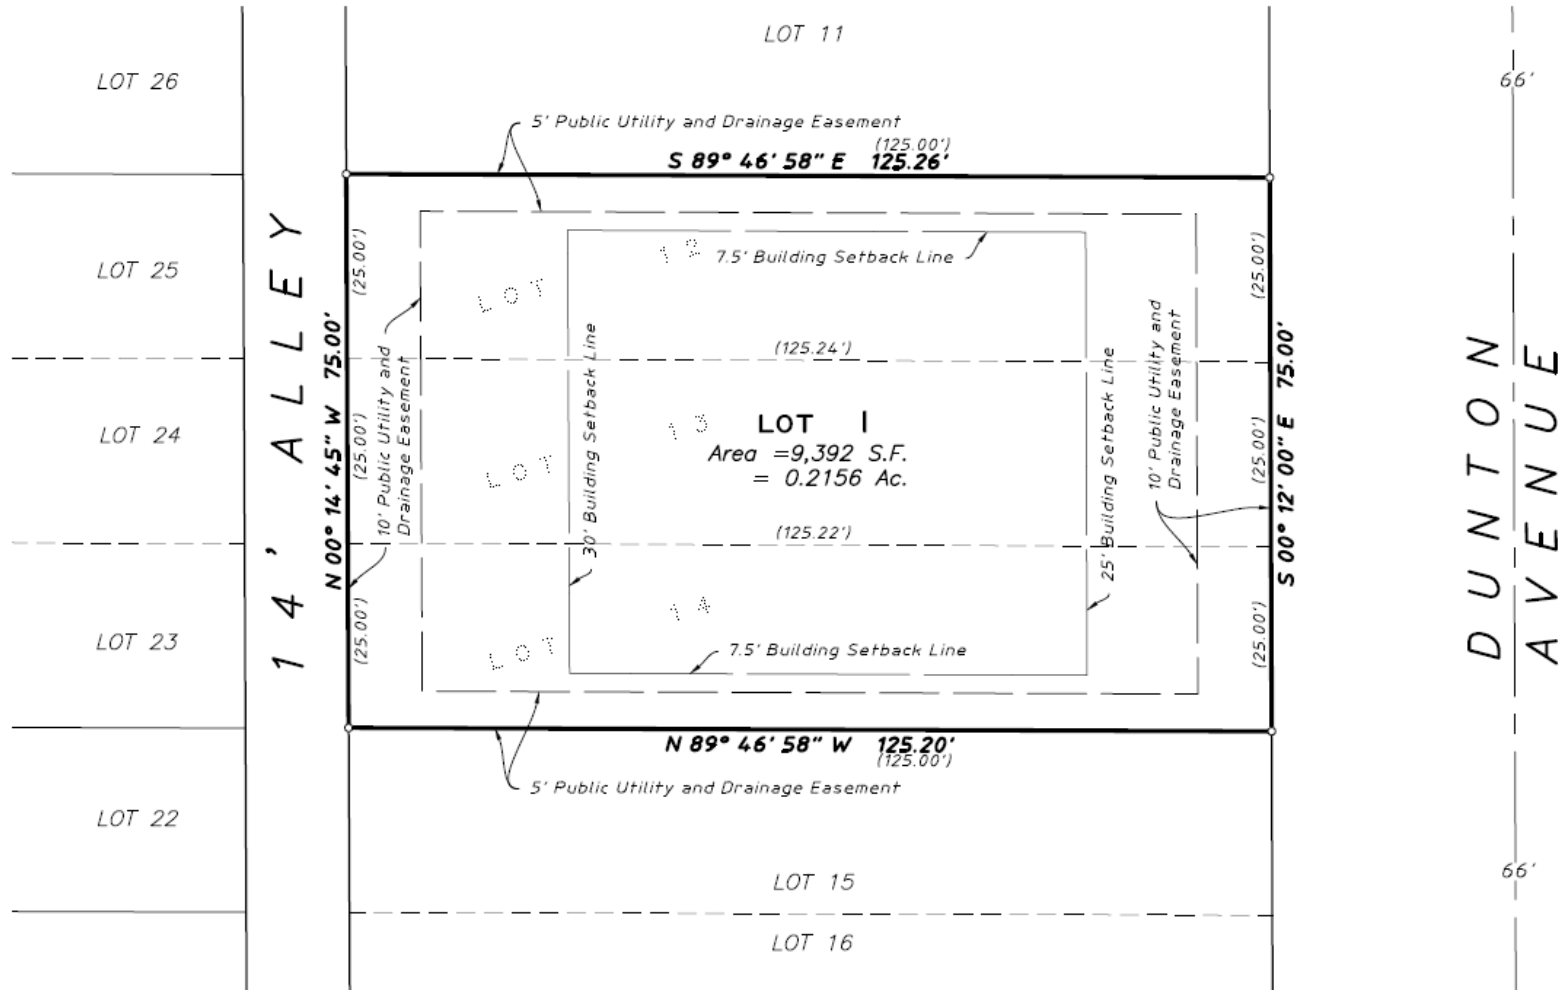 LOT 11
LOT 26
66'
5' Public Utility and Drainage Easement
(125.00')
S 89° 46' 58" E 125.26'
14' ALLEY
LOT 25
LOT 24
LOT 23
LOT 22
N 00° 14' 45" W 75.00'
(25.00')
(25.00')
(25.00')
10' Public Utility and
Drainage Easement
LOT 12
7.5' Building Setback Line
30' Building Setback Line
(125.24')
LOT 13
LOT 1
Area =9,392 S.F.
= 0.2156 Ac.
(125.22')
LOT 14
7.5' Building Setback Line
25' Building Setback Line
10' Public Utility and
Drainage Easement
(25.00')
(25.00')
(25.00')
S 00° 12' 00" E 75.00'
DUNTON
AVENUE
N 89° 46' 58" W 125.20'
(125.00')
5' Public Utility and Drainage Easement
LOT 15
66'
LOT 16